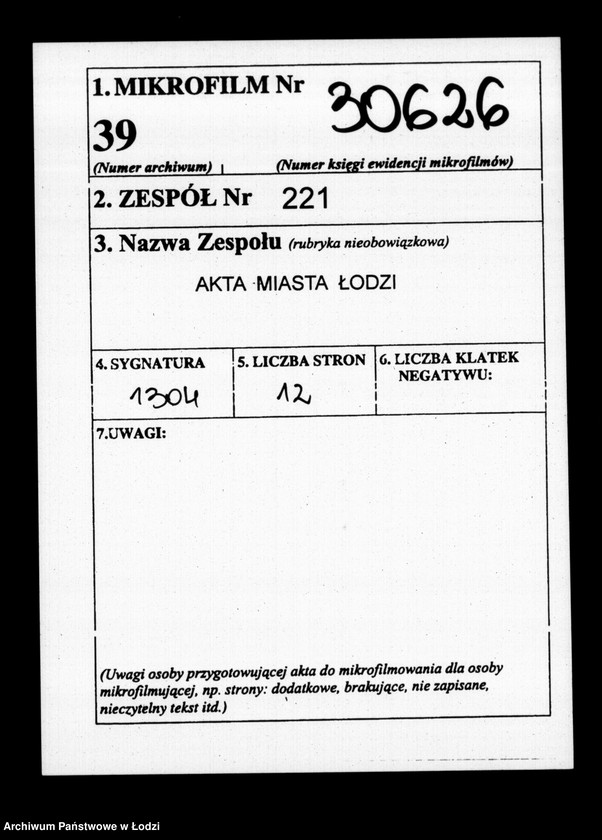 1. MIKROFILM Nr 30626
39
(Numer archiwum) (Numer księgi ewidencji mikrofilmów)
2. ZESPÓŁ Nr 221
3. Nazwa Zespołu (rubryka nieobowiązkowa)
AKTA MIASTA ŁODZI
4. SYGNATURA 5. LICZBA STRON 6. LICZBA KLATEK
NEGATYWU:
1304 12
7.UWAGI:
(Uwagi osoby przygotowującej akta do mikrofilmowania dla osoby
mikrofilmującej, np. strony: dodatkowe, brakujące, nie zapisane,
nieczytelny tekst itd.)
Archiwum Państwowe w Łodzi